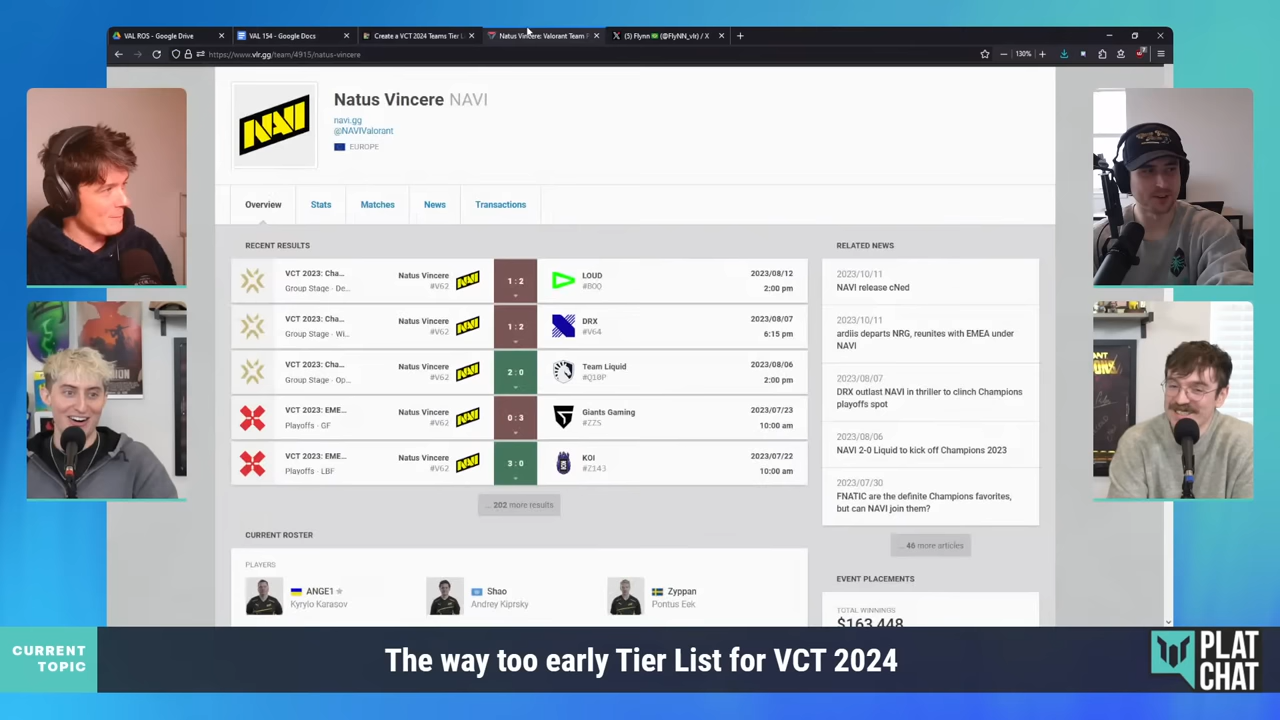 VAL ROS - Google Drive
VAL 154 - Google Docs
Create a VCT 2024 Teams Tier L
Natus Vincere: Valorant Team P
(5) Flynn (@FlyNN_vlr) / X
https://www.vlr.gg/team/4915/natus-vincere
130%
NAVI
Natus Vincere NAVI
navi.gg
@NAVIValorant
EUROPE
Overview
Stats
Matches
News
Transactions
RECENT RESULTS
VCT 2023: Cha...
Group Stage · De...
Natus Vincere
#V62
1 : 2
LOUD
#BOQ
2023/08/12
2:00 pm
VCT 2023: Cha...
Group Stage · Wi...
Natus Vincere
#V62
1 : 2
DRX
#V64
2023/08/07
6:15 pm
VCT 2023: Cha...
Group Stage · Op...
Natus Vincere
#V62
2 : 0
Team Liquid
#Q10P
2023/08/06
2:00 pm
VCT 2023: EME...
Playoffs · GF
Natus Vincere
#V62
0 : 3
Giants Gaming
#ZZS
2023/07/23
10:00 am
VCT 2023: EME...
Playoffs · LBF
Natus Vincere
#V62
3 : 0
KOI
#Z143
2023/07/22
10:00 am
... 202 more results
RELATED NEWS
2023/10/11
NAVI release cNed
2023/10/11
ardiis departs NRG, reunites with EMEA under
NAVI
2023/08/07
DRX outlast NAVI in thriller to clinch Champions
playoffs spot
2023/08/06
NAVI 2-0 Liquid to kick off Champions 2023
2023/07/30
FNATIC are the definite Champions favorites,
but can NAVI join them?
... 46 more articles
CURRENT ROSTER
PLAYERS
ANGE1
Kyrylo Karasov
Shao
Andrey Kiprsky
Zyppan
Pontus Eek
EVENT PLACEMENTS
TOTAL WINNINGS
$163,448
CURRENT
TOPIC
The way too early Tier List for VCT 2024
PLAT
CHAT